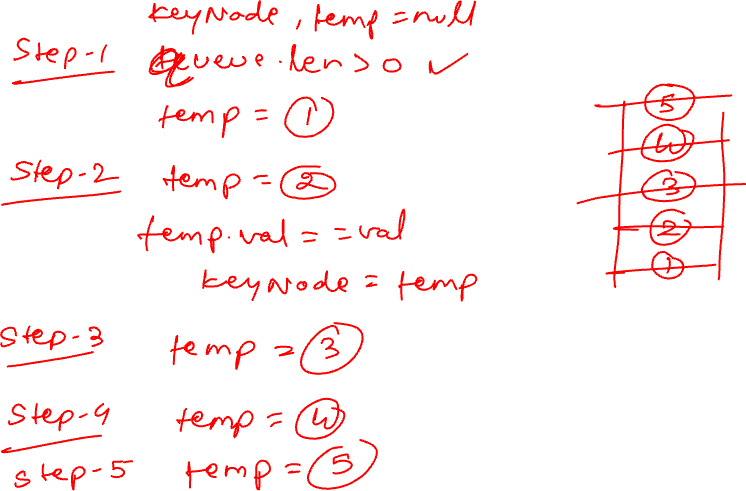 keyNode, temp = null
Step-1 Queue.len > 0 ✓
temp = 1
Step-2 temp = 2
temp.val = = val
keyNode = temp
Step-3 temp = 3
Step-4 temp = 4
Step-5 temp = 5
5
4
3
2
1